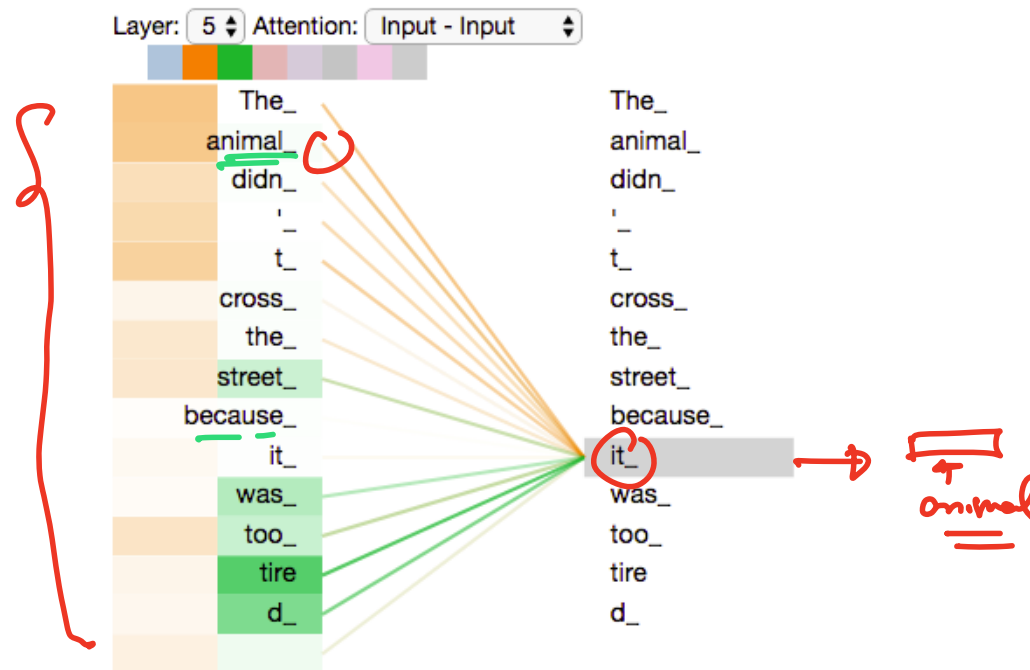 Layer: 5 Attention: Input - Input
The_ The_
animal_ animal_
didn_ didn_
'_ '_
t_ t_
cross_ cross_
the_ the_
street_ street_
because_ because_
it_ it_
was_ was_
too_ too_
tire tire
d_ d_
animal